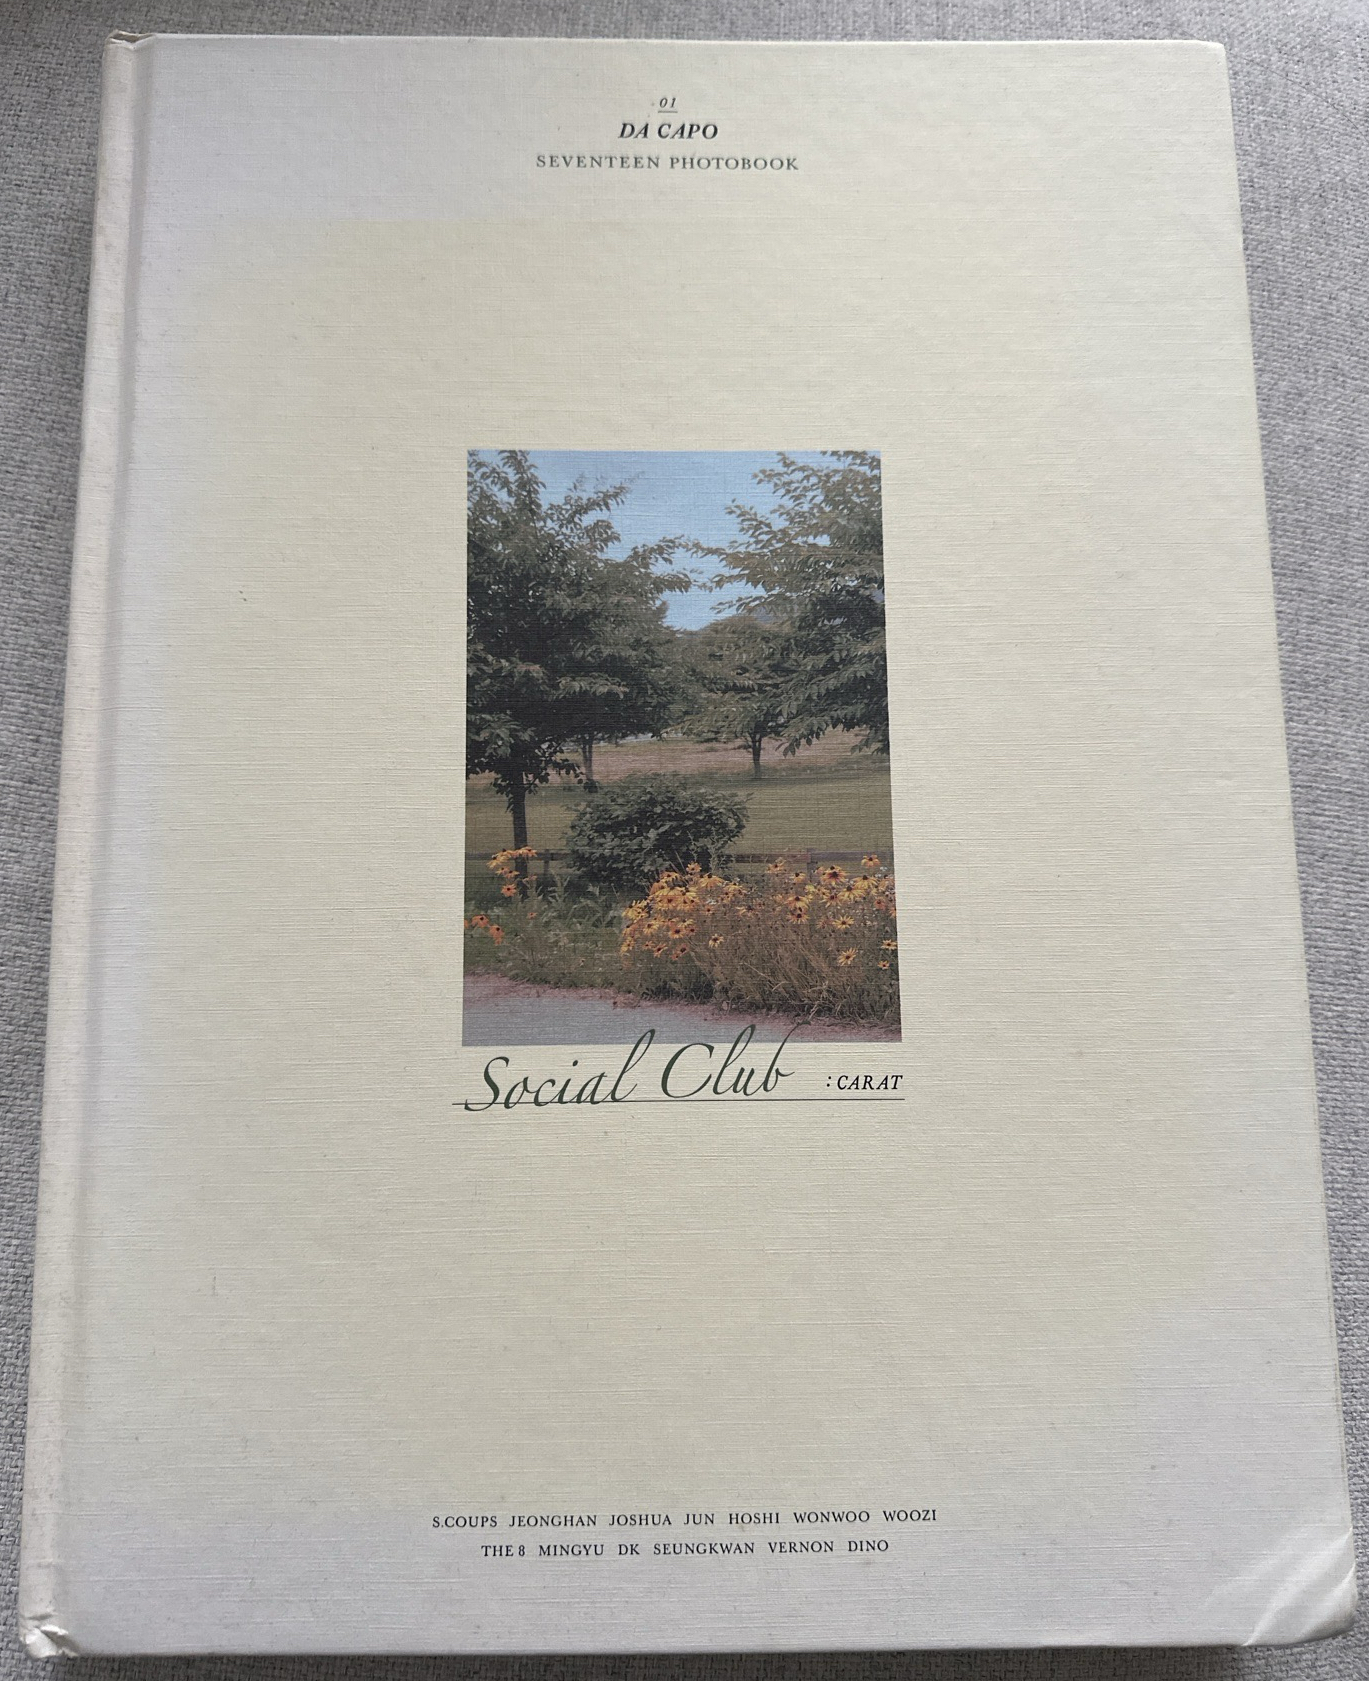 01
DA CAPO
SEVENTEEN PHOTOBOOK
Social Club :CARAT
S.COUPS JEONGHAN JOSHUA JUN HOSHI WONWOO WOOZI
THE 8 MINGYU DK SEUNGKWAN VERNON DINO